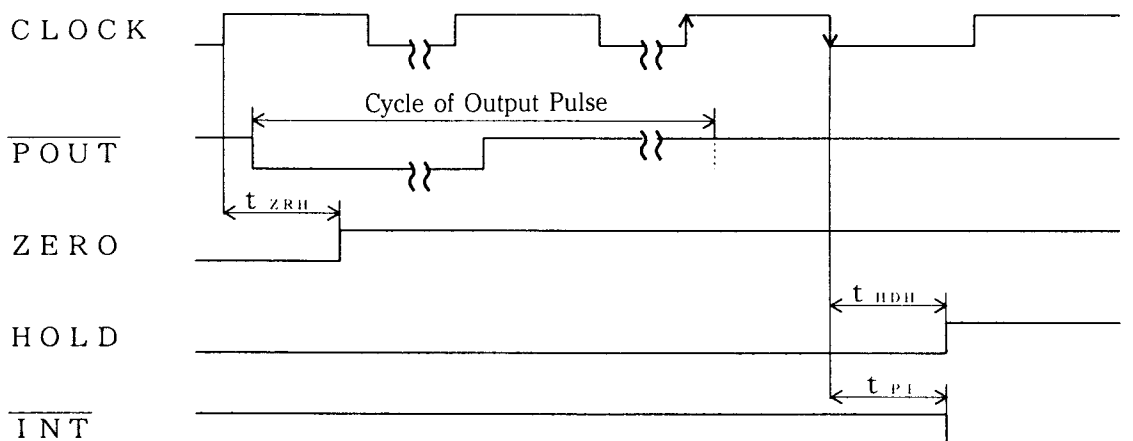 CLOCK
Cycle of Output Pulse
POUT
t ZRH
ZERO
t HDH
HOLD
t PI
INT